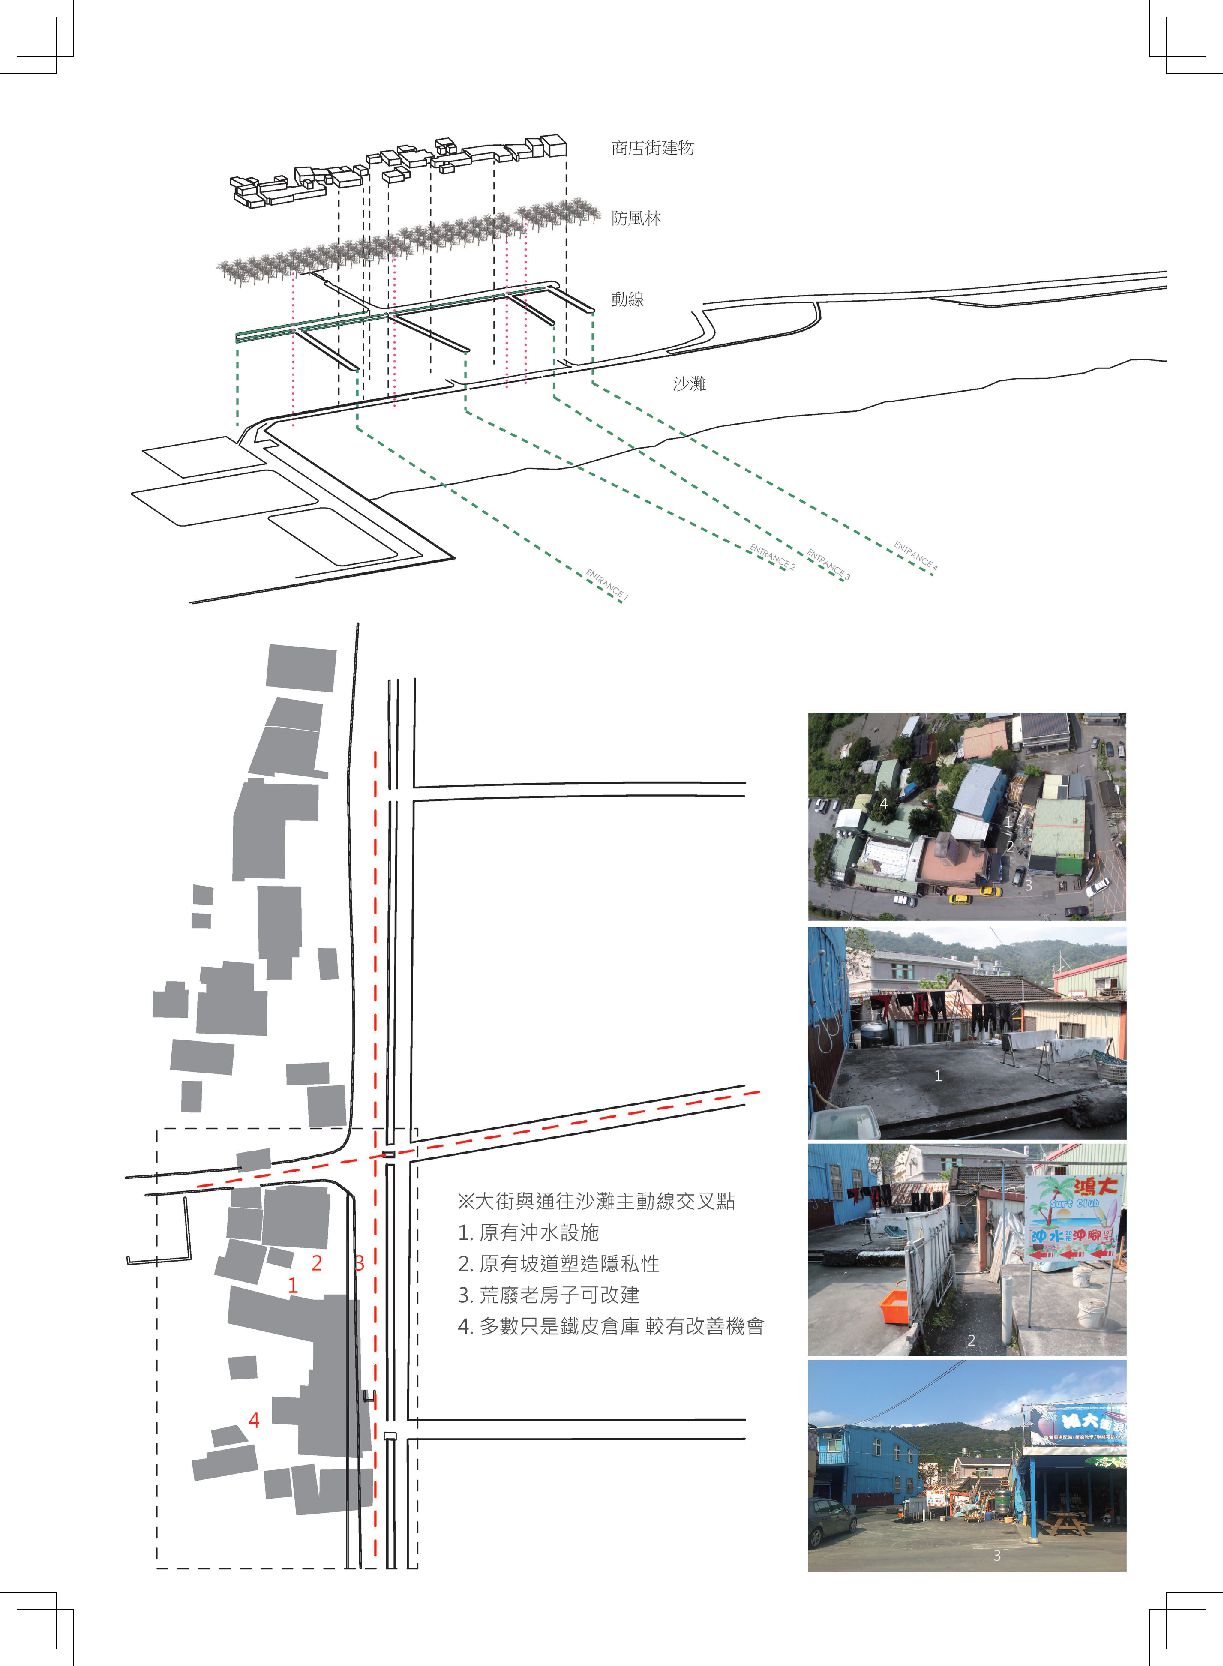 商店街建物
防風林
動線
沙灘
ENTRANCE 1
ENTRANCE 2
ENTRANCE 3
ENTRANCE 4
※大街與通往沙灘主動線交叉點
1. 原有沖水設施
2. 原有坡道塑造隱私性
3. 荒廢老房子可改建
4. 多數只是鐵皮倉庫 較有改善機會
2
3
1
4
4
1
2
3
1
鴻大
Surf Club
沖水
沖腳
2
3